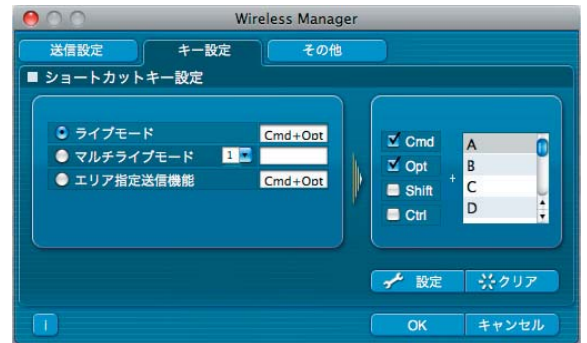 Wireless Manager
送信設定 キー設定 その他
■ ショートカットキー設定
ライブモード Cmd+Opt
マルチライブモード 1
エリア指定送信機能 Cmd+Opt
Cmd
Opt
Shift
Ctrl
+
A
B
C
D
設定 クリア
i OK キャンセル